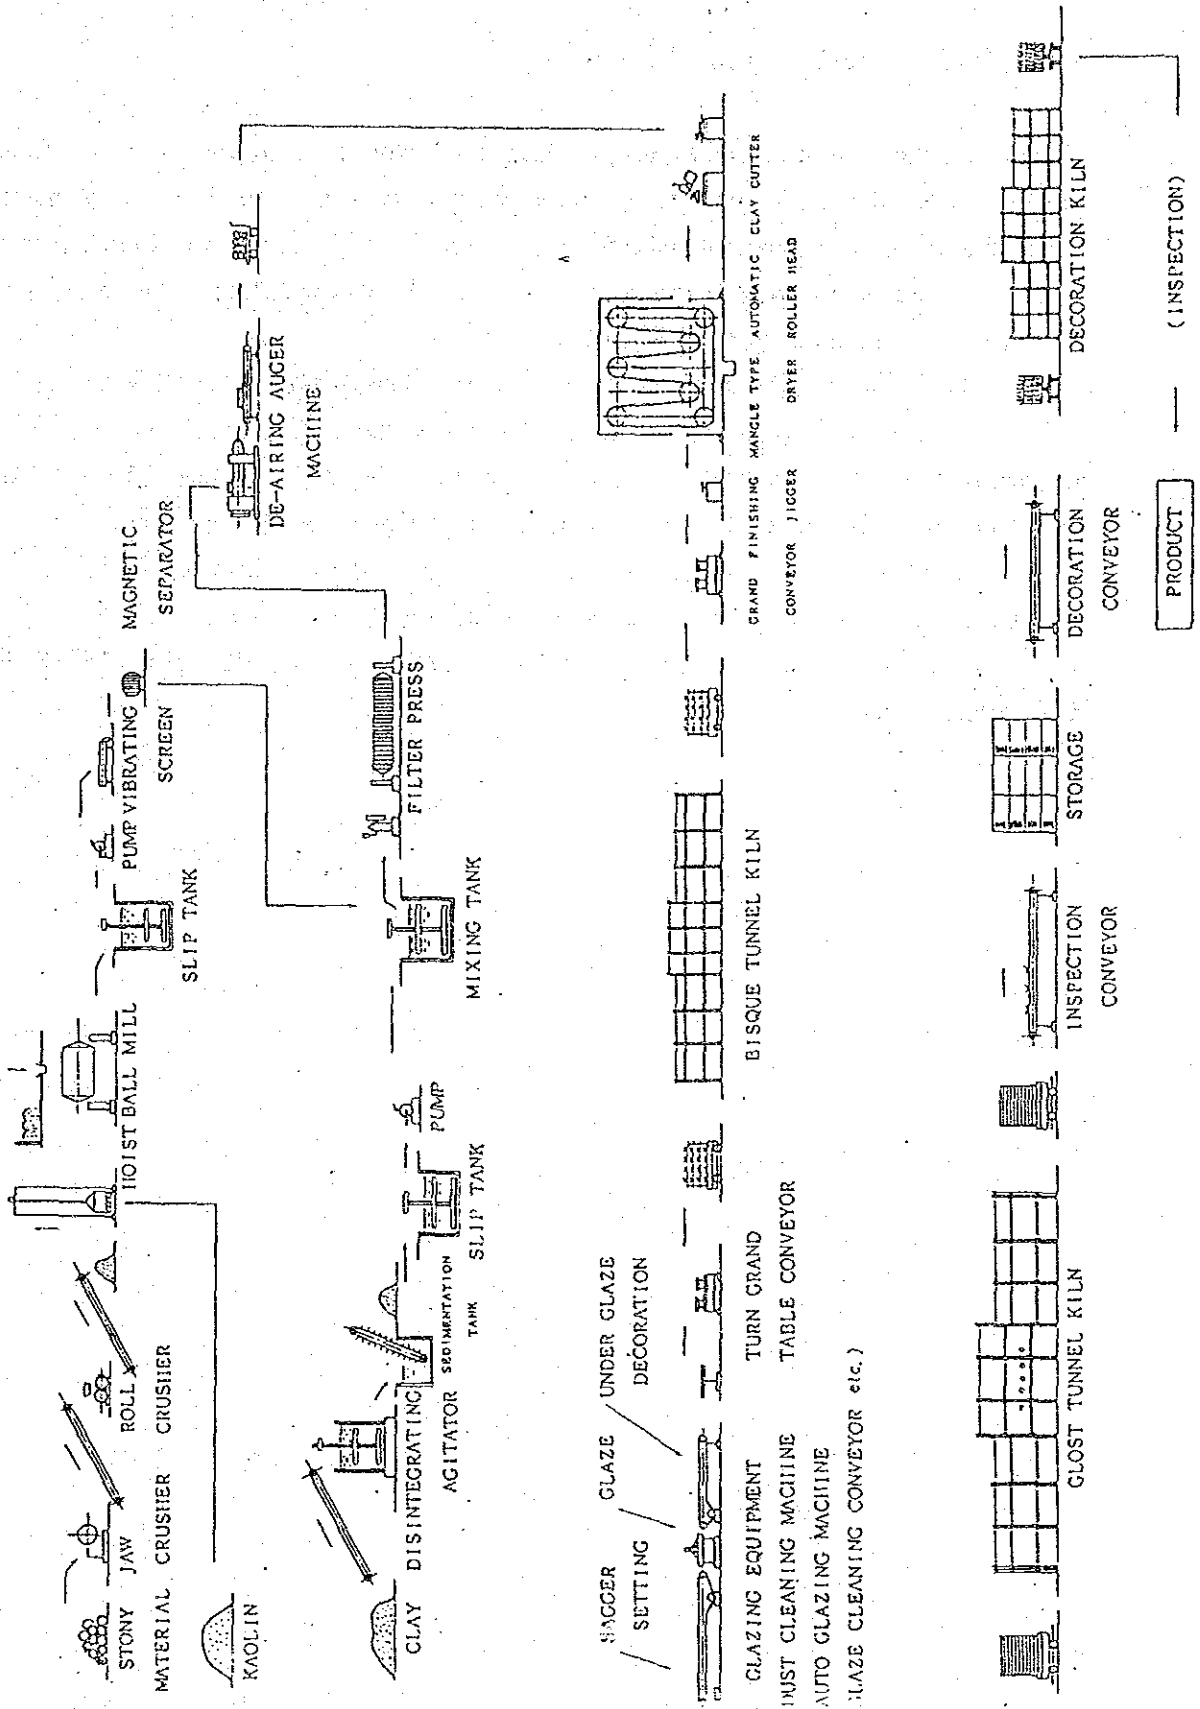 STONY JAW ROLL HOIST BALL MILL PUMP VIBRATING MAGNETIC
MATERIAL CRUSHER CRUSHER SLIP TANK SCREEN SEPARATOR
KAOLIN
DE-AIRING AUGER
MACHINE
CLAY DISINTEGRATING SEDIMENTATION PUMP FILTER PRESS
AGITATOR TANK SLIP TANK MIXING TANK
SAGGER GLAZE UNDER GLAZE
SETTING DECORATION
GLAZING EQUIPMENT TURN GRAND BISQUE TUNNEL KILN GRAND FINISHING MANGLE TYPE AUTOMATIC CLAY CUTTER
DUST CLEANING MACHINE TABLE CONVEYOR CONVEYOR JIGGER DRYER ROLLER HEAD
AUTO GLAZING MACHINE
GLAZE CLEANING CONVEYOR etc.)
GLOST TUNNEL KILN INSPECTION STORAGE DECORATION DECORATION KILN
CONVEYOR CONVEYOR
PRODUCT (INSPECTION)